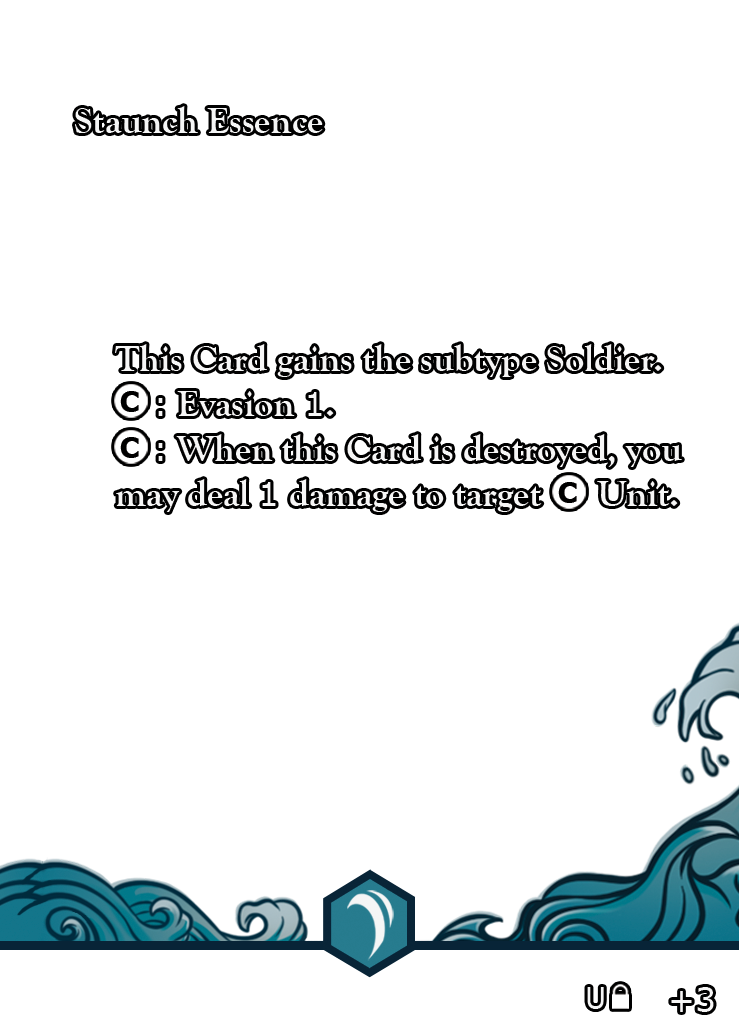 Staunch Essence
This Card gains the subtype Soldier.
©: Evasion 1.
©: When this Card is destroyed, you
may deal 1 damage to target © Unit.
U +3